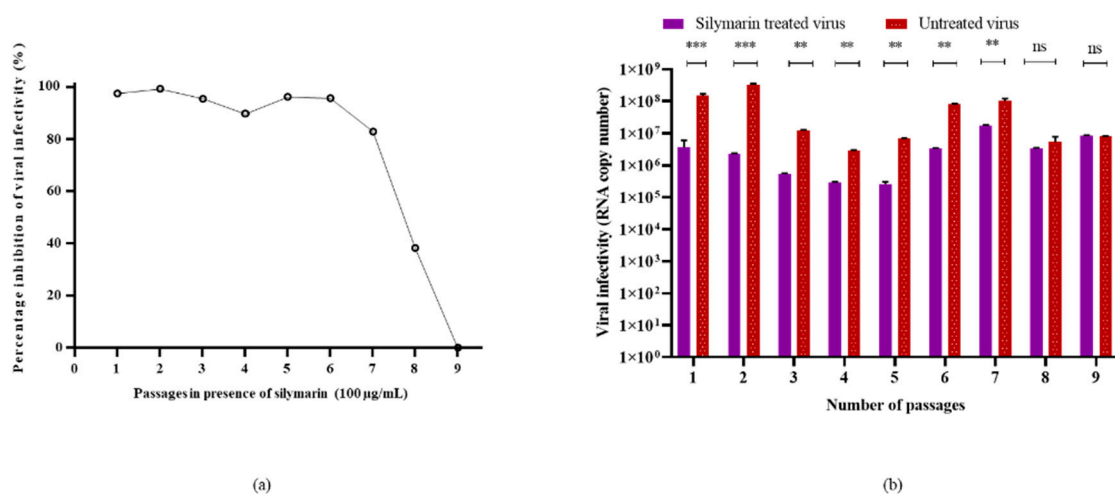 Percentage inhibition of viral infectivity (%)
100
80
60
40
20
0
0 1 2 3 4 5 6 7 8 9
Passages in presence of silymarin (100 µg/mL)
(a)
Silymarin treated virus Untreated virus
*** *** ** ** ** ** ** ns ns
Viral infectivity (RNA copy number)
1×10⁹
1×10⁸
1×10⁷
1×10⁶
1×10⁵
1×10⁴
1×10³
1×10²
1×10¹
1×10⁰
1 2 3 4 5 6 7 8 9
Number of passages
(b)